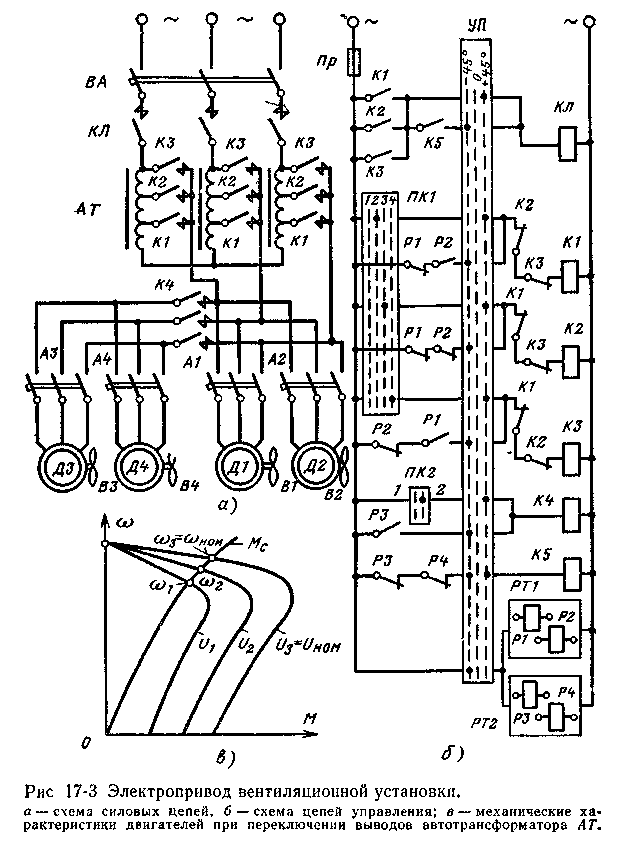 ~ ~ ~
ВА
КЛ
К3 К3 К3
К2 К2 К2
АТ
К1 К1 К1
К4
А3 А4 А1 А2
Д3 Д4 Д1 Д2
В3 В4 В1 В2
а)
~ УП ~
Пр
-45° 0 +45°
К1
К2
К5
К3
КЛ
1 2 3 4
ПК1
К2
К1
Р1 Р2
К3
К1
К2
Р1 Р2
К3
К1
К3
Р2 Р1
К2
ПК2
1 2
К4
Р3
К5
Р3 Р4
РТ1
Р2
Р1
Р4
Р3
РТ2
б)
ω
ω₃=ωном
Мс
ω₁ ω₂
U₁ U₂ U₃=Uном
0
М
в)
Рис 17-3 Электропривод вентиляционной установки.
а — схема силовых цепей, б — схема цепей управления; в — механические ха-
рактеристики двигателей при переключении выводов автотрансформатора АТ.